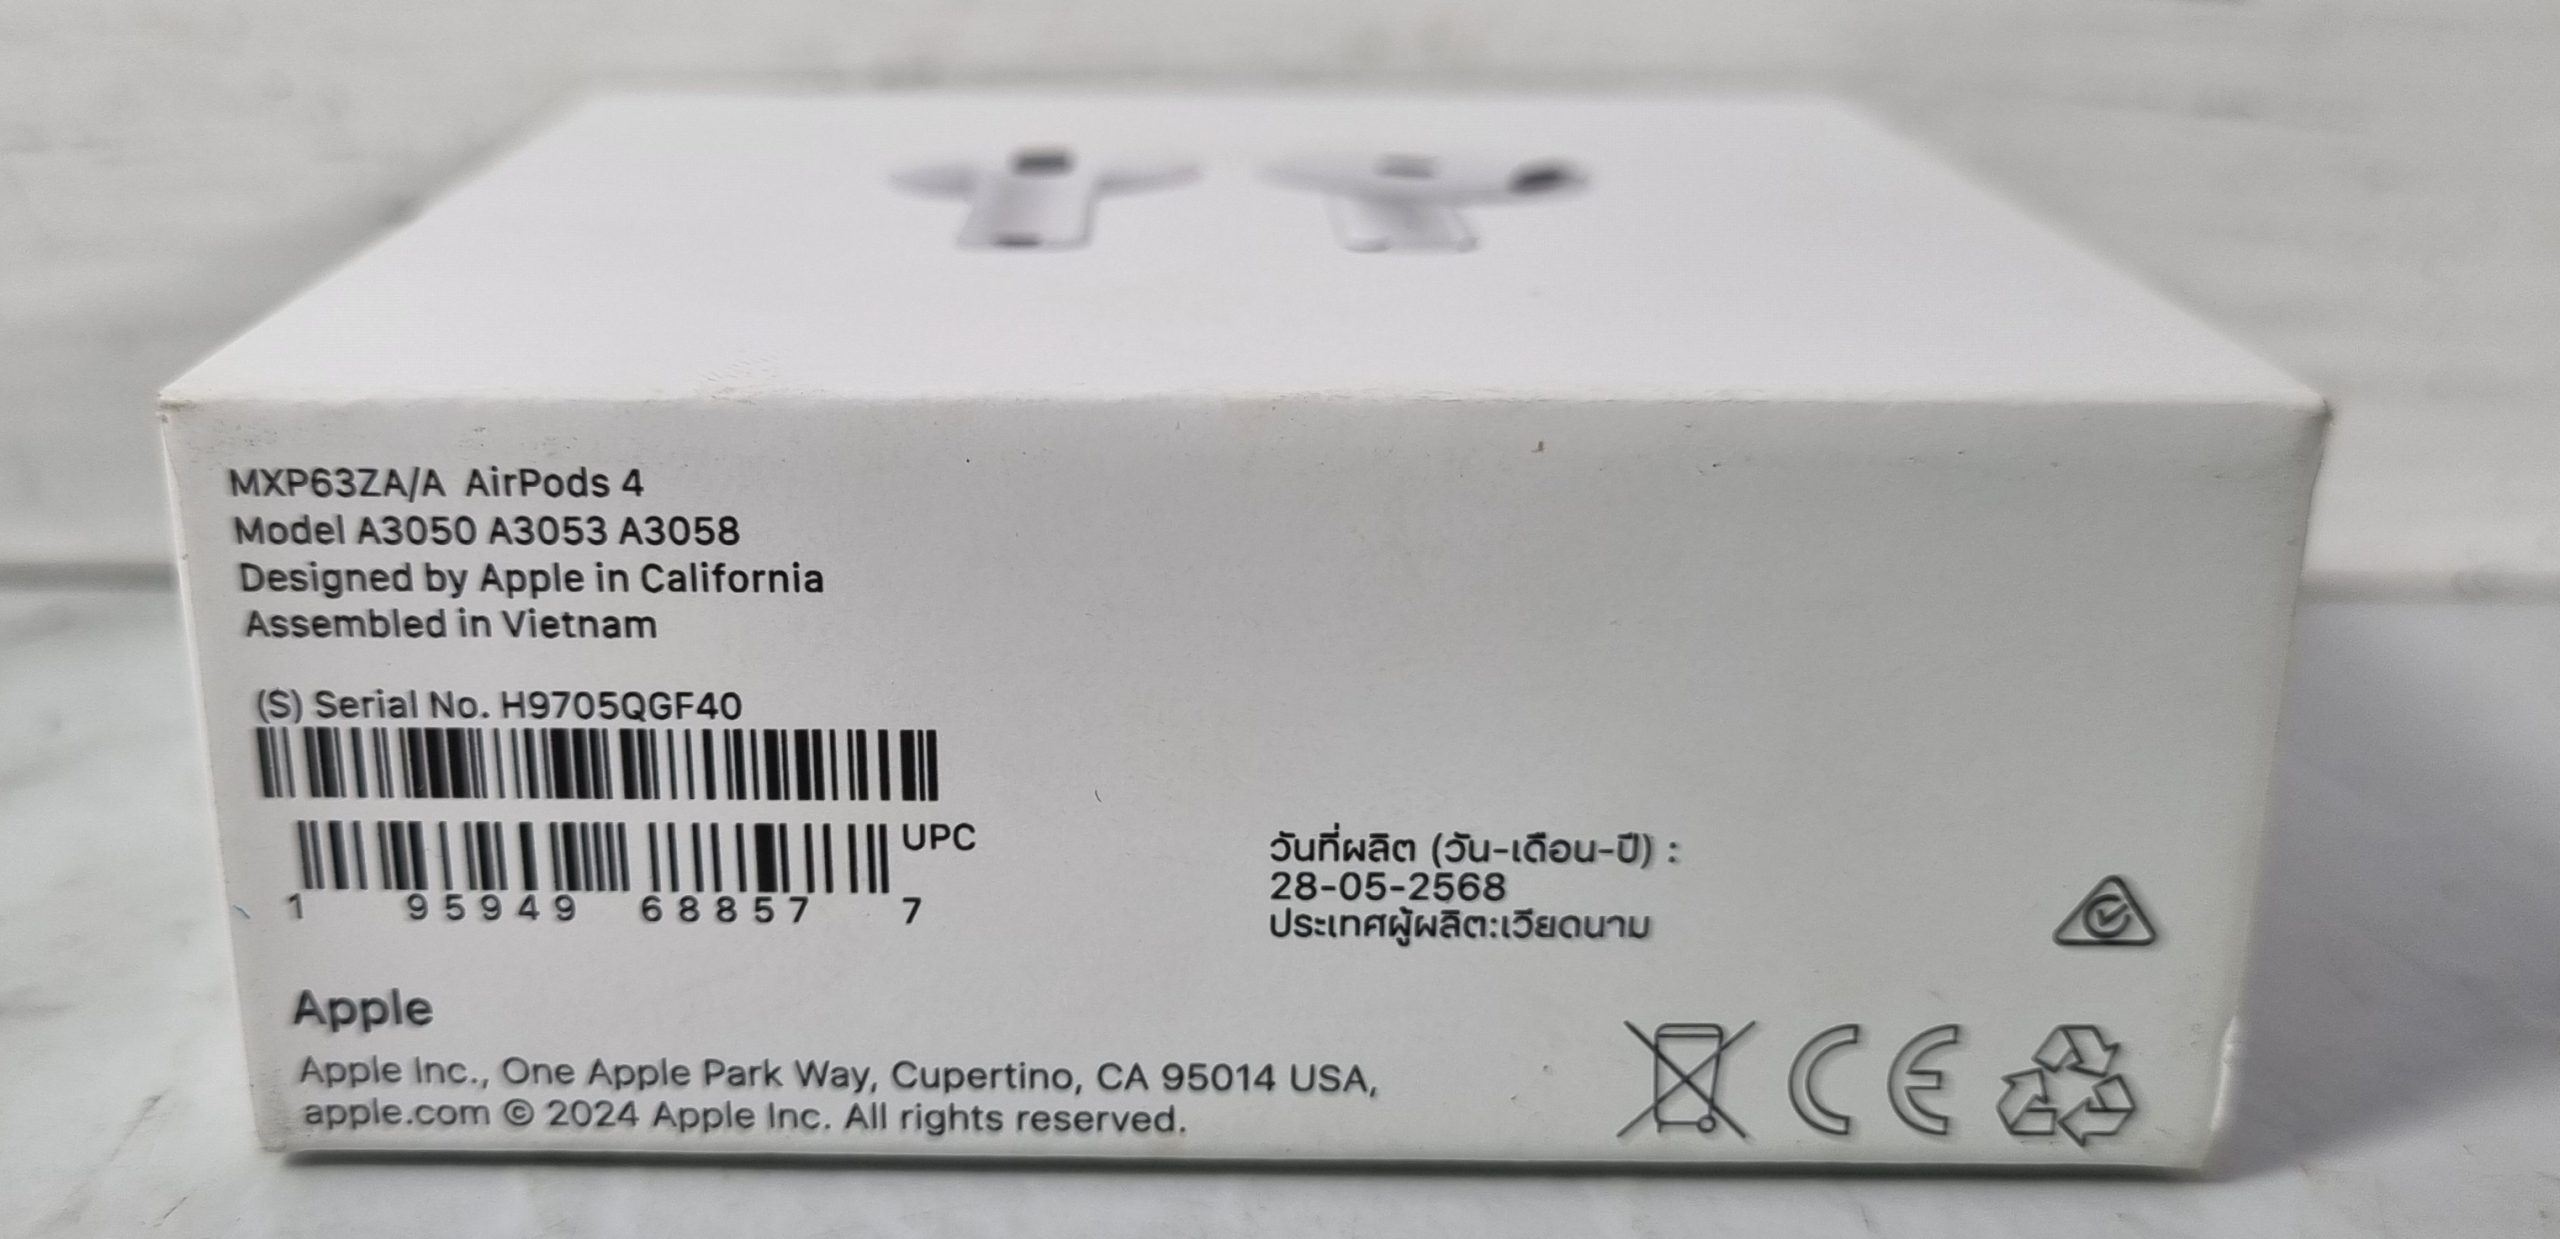 MXP63ZA/A AirPods 4
Model A3050 A3053 A3058
Designed by Apple in California
Assembled in Vietnam
(S) Serial No. H9705QGF40
UPC
1 95949 68857 7
วันที่ผลิต (วัน-เดือน-ปี) :
28-05-2568
ประเทศผู้ผลิต:เวียดนาม
Apple
Apple Inc., One Apple Park Way, Cupertino, CA 95014 USA,
apple.com © 2024 Apple Inc. All rights reserved.
CE